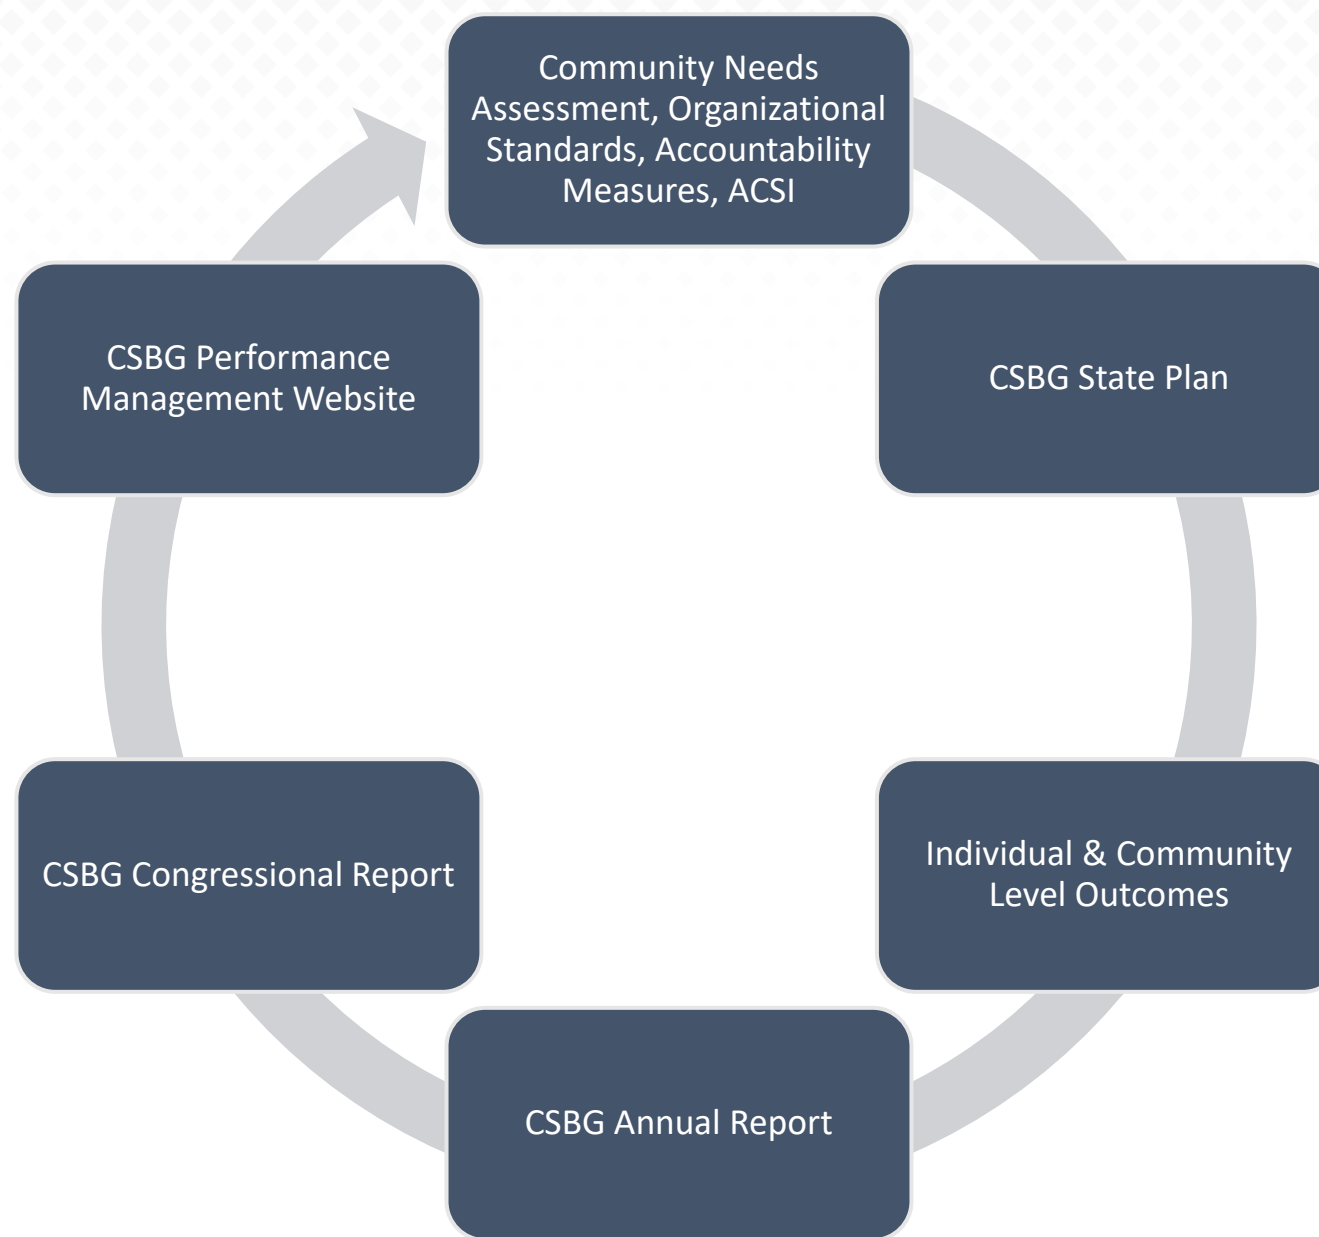 Community Needs
Assessment, Organizational
Standards, Accountability
Measures, ACSI
CSBG State Plan
Individual & Community
Level Outcomes
CSBG Annual Report
CSBG Congressional Report
CSBG Performance
Management Website